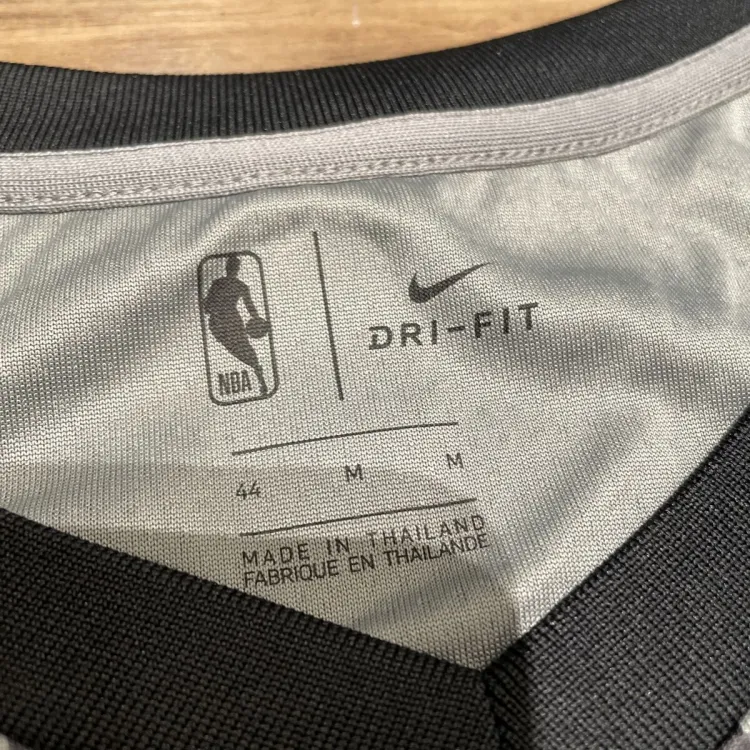 NBA
DRI-FIT
44 M M
MADE IN THAILAND
FABRIQUE EN THAILANDE